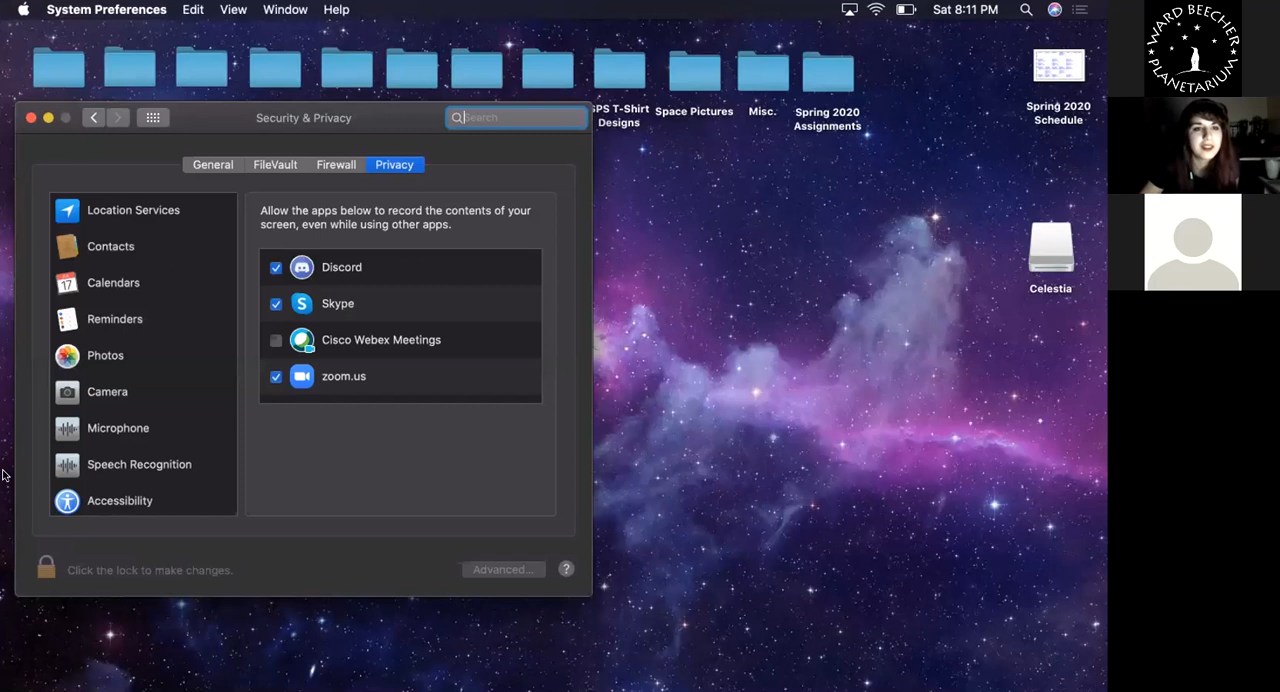 System Preferences Edit View Window Help Sat 8:11 PM
WARD BEECHER
PLANETARIUM
SPS T-Shirt
Designs
Space Pictures
Misc.
Spring 2020
Assignments
Spring 2020
Schedule
Security & Privacy
Search
General FileVault Firewall Privacy
Location Services
Contacts
17
Calendars
Reminders
Photos
Camera
Microphone
Speech Recognition
Accessibility
Allow the apps below to record the contents of your
screen, even while using other apps.
Discord
S Skype
Cisco Webex Meetings
zoom.us
Celestia
Click the lock to make changes.
Advanced... ?